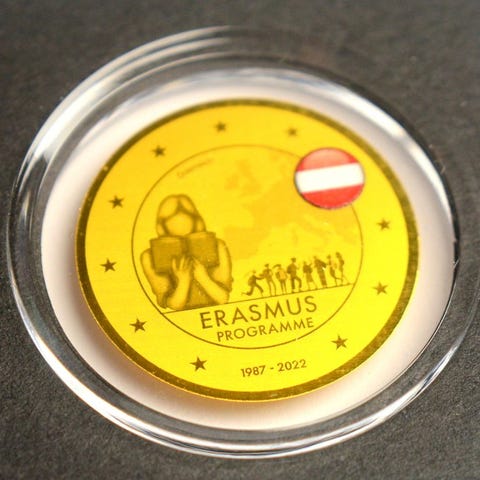 ERASMUS
PROGRAMME
1987 - 2022